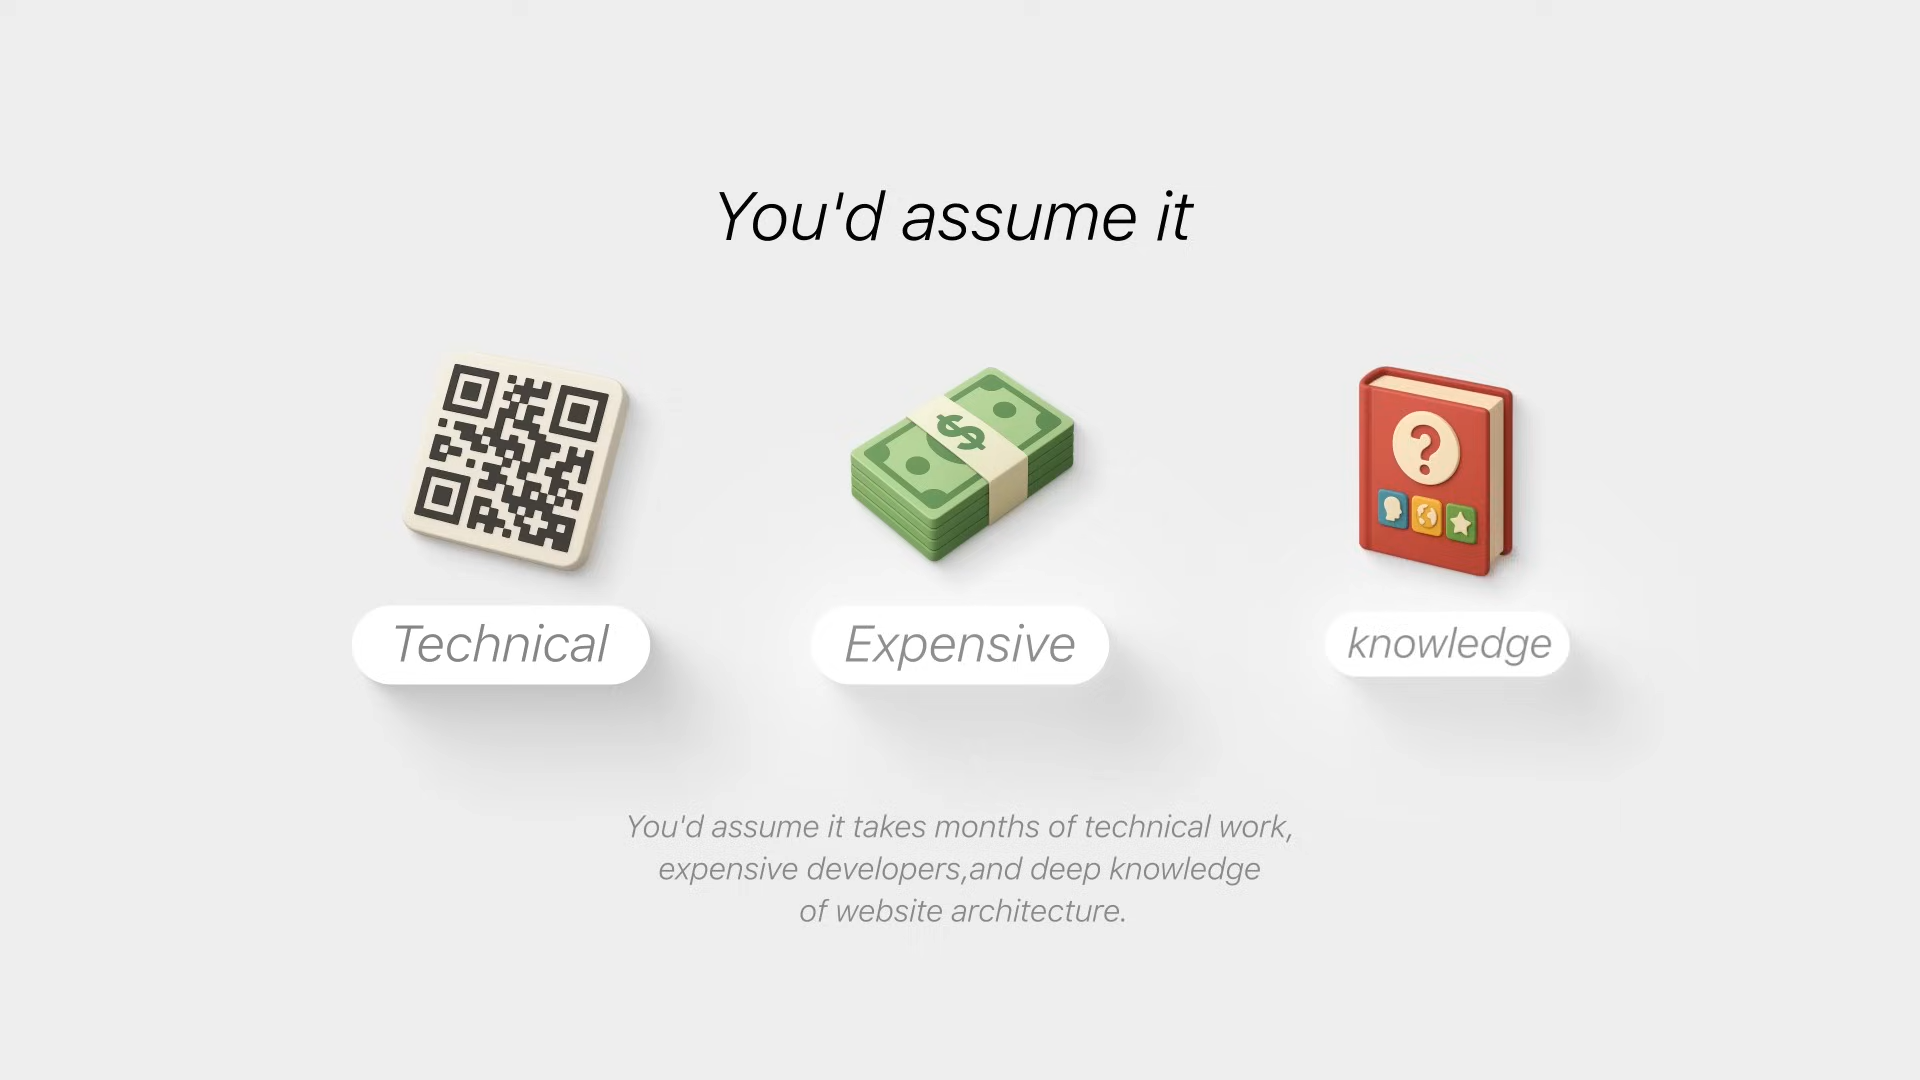 You'd assume it
Technical
Expensive
knowledge
You'd assume it takes months of technical work,
expensive developers,and deep knowledge
of website architecture.